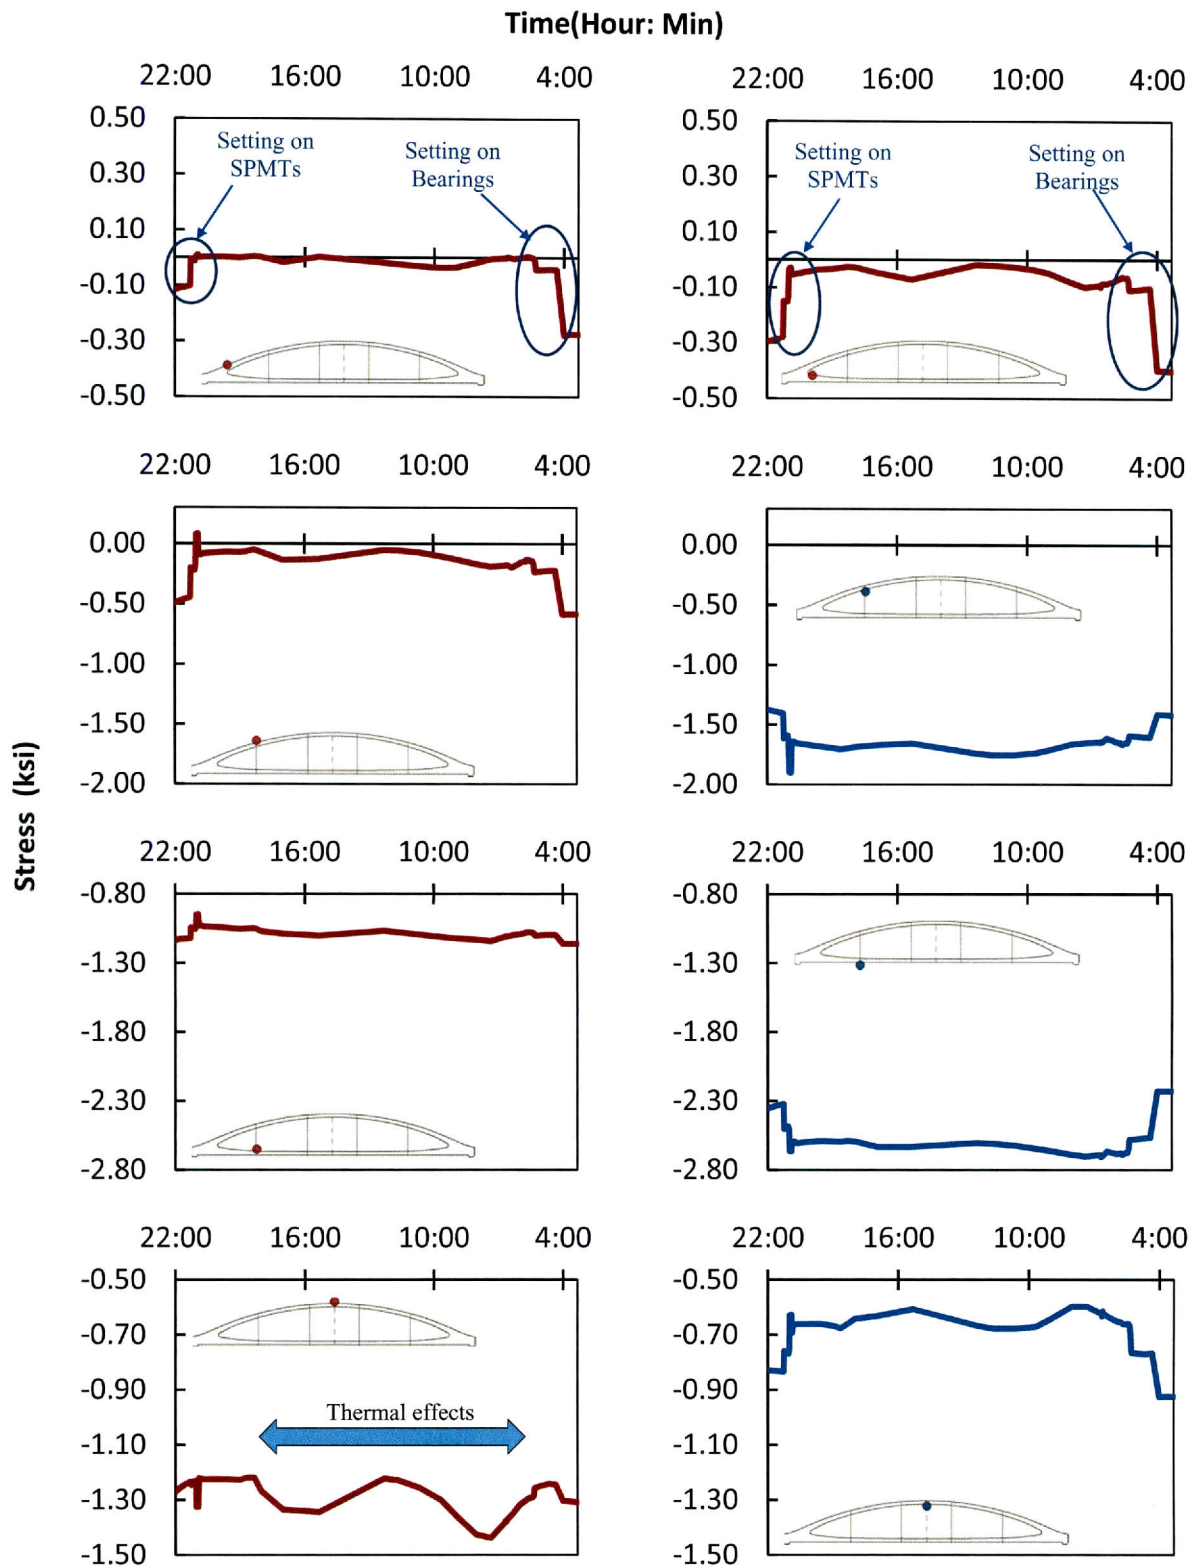 Time(Hour: Min)
22:00 16:00 10:00 4:00
22:00 16:00 10:00 4:00
0.50
0.30
0.10
-0.10
-0.30
-0.50
Setting on
SPMTs
Setting on
Bearings
0.50
0.30
0.10
-0.10
-0.30
-0.50
Setting on
SPMTs
Setting on
Bearings
22:00 16:00 10:00 4:00
22:00 16:00 10:00 4:00
0.00
-0.50
-1.00
-1.50
-2.00
0.00
-0.50
-1.00
-1.50
-2.00
Stress (ksi)
22:00 16:00 10:00 4:00
22:00 16:00 10:00 4:00
-0.80
-1.30
-1.80
-2.30
-2.80
-0.80
-1.30
-1.80
-2.30
-2.80
22:00 16:00 10:00 4:00
22:00 16:00 10:00 4:00
-0.50
-0.70
-0.90
-1.10
-1.30
-1.50
Thermal effects
-0.50
-0.70
-0.90
-1.10
-1.30
-1.50